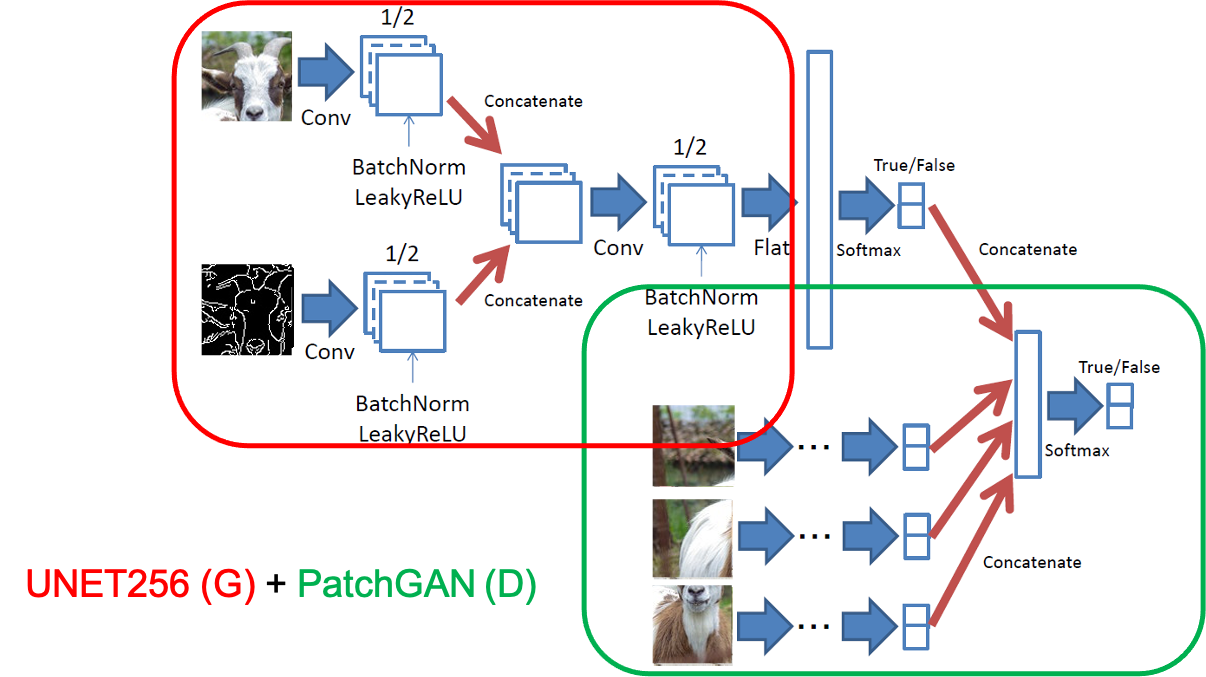 1/2
Conv
Concatenate
BatchNorm
LeakyReLU
1/2
Conv
1/2
True/False
Flat
Softmax
Concatenate
Concatenate
Conv
BatchNorm
LeakyReLU
BatchNorm
LeakyReLU
True/False
...
Softmax
...
Concatenate
...
UNET256 (G) + PatchGAN (D)